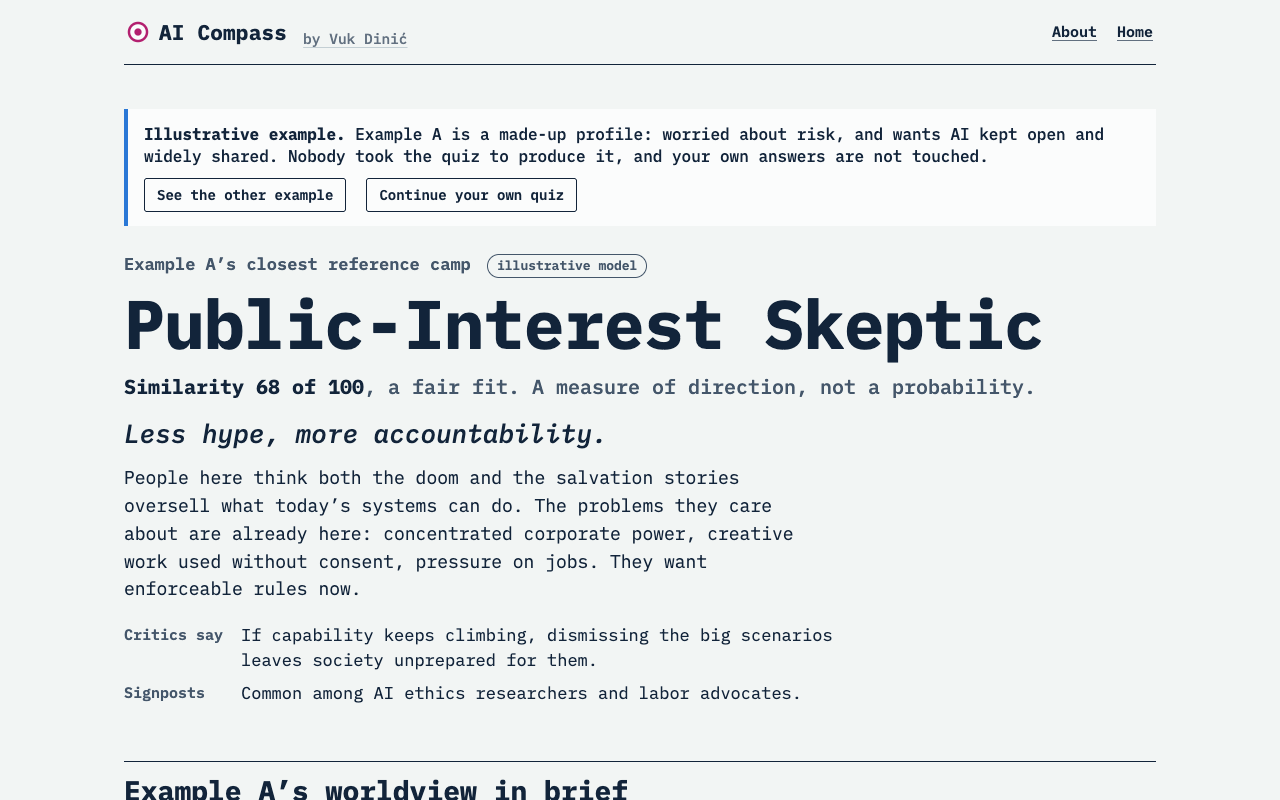 AI Compass by Vuk Dinić About Home
Illustrative example. Example A is a made-up profile: worried about risk, and wants AI kept open and
widely shared. Nobody took the quiz to produce it, and your own answers are not touched.
See the other example Continue your own quiz
Example A’s closest reference camp illustrative model
Public-Interest Skeptic
Similarity 68 of 100, a fair fit. A measure of direction, not a probability.
Less hype, more accountability.
People here think both the doom and the salvation stories
oversell what today’s systems can do. The problems they care
about are already here: concentrated corporate power, creative
work used without consent, pressure on jobs. They want
enforceable rules now.
Critics say If capability keeps climbing, dismissing the big scenarios
leaves society unprepared for them.
Signposts Common among AI ethics researchers and labor advocates.
Example A’s worldview in brief